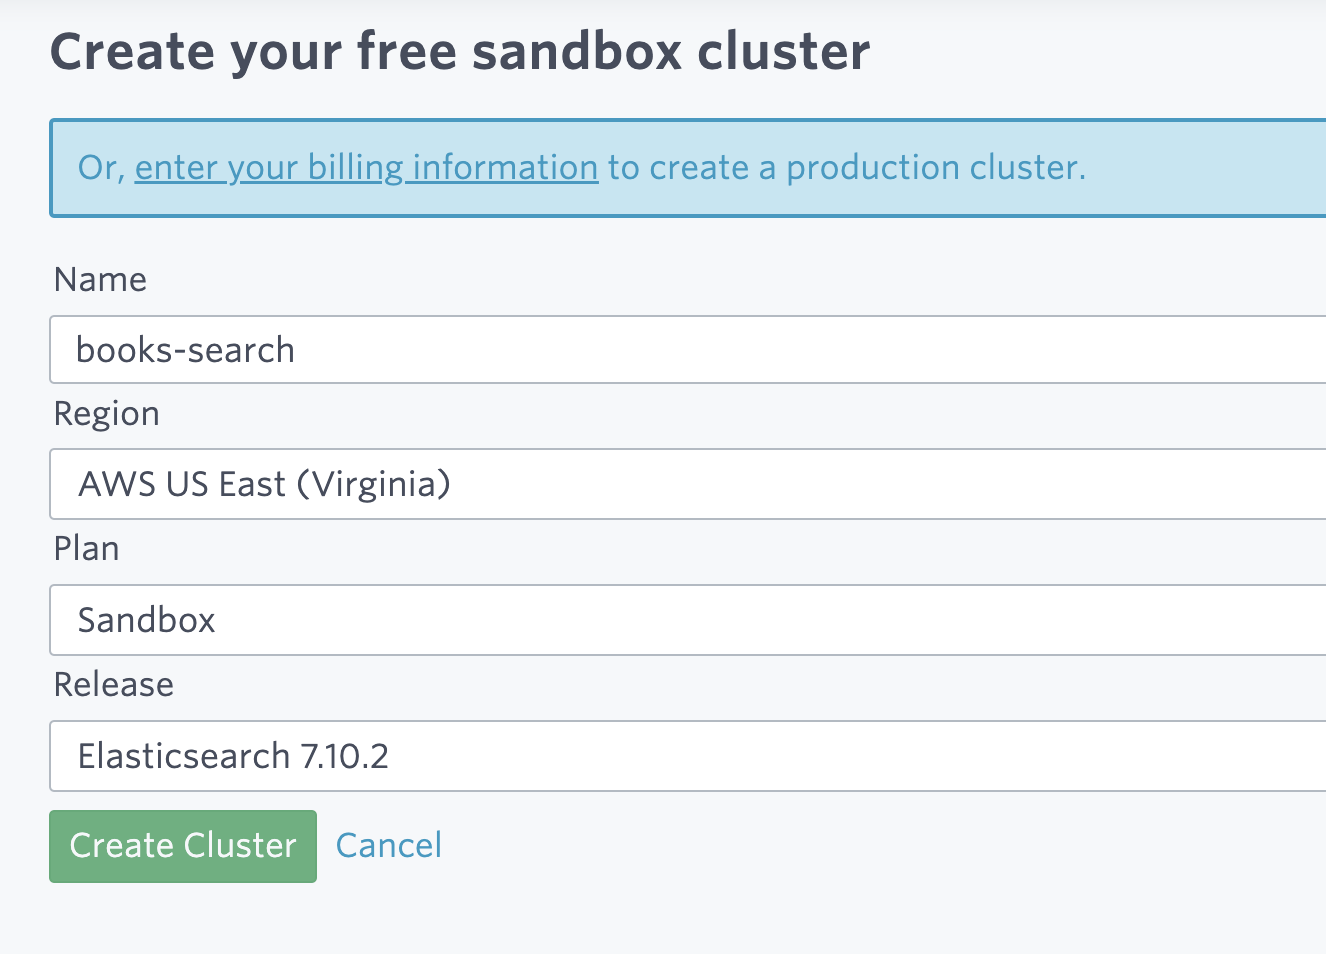 Create your free sandbox cluster
Or, enter your billing information to create a production cluster.
Name
books-search
Region
AWS US East (Virginia)
Plan
Sandbox
Release
Elasticsearch 7.10.2
Create Cluster Cancel